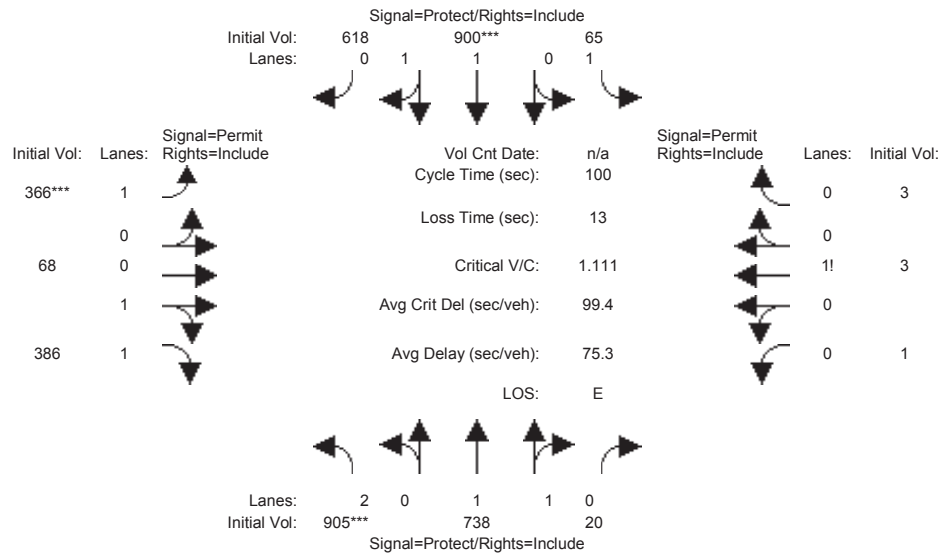 Signal=Protect/Rights=Include
Initial Vol: 618 900*** 65
Lanes: 0 1 1 0 1
Signal=Permit Signal=Permit
Initial Vol: Lanes: Rights=Include Vol Cnt Date: n/a Rights=Include Lanes: Initial Vol:
Cycle Time (sec): 100
366*** 1 0 3
Loss Time (sec): 13
0 0
68 0 Critical V/C: 1.111 1! 3
1 Avg Crit Del (sec/veh): 99.4 0
386 1 Avg Delay (sec/veh): 75.3 0 1
LOS: E
Lanes: 2 0 1 1 0
Initial Vol: 905*** 738 20
Signal=Protect/Rights=Include